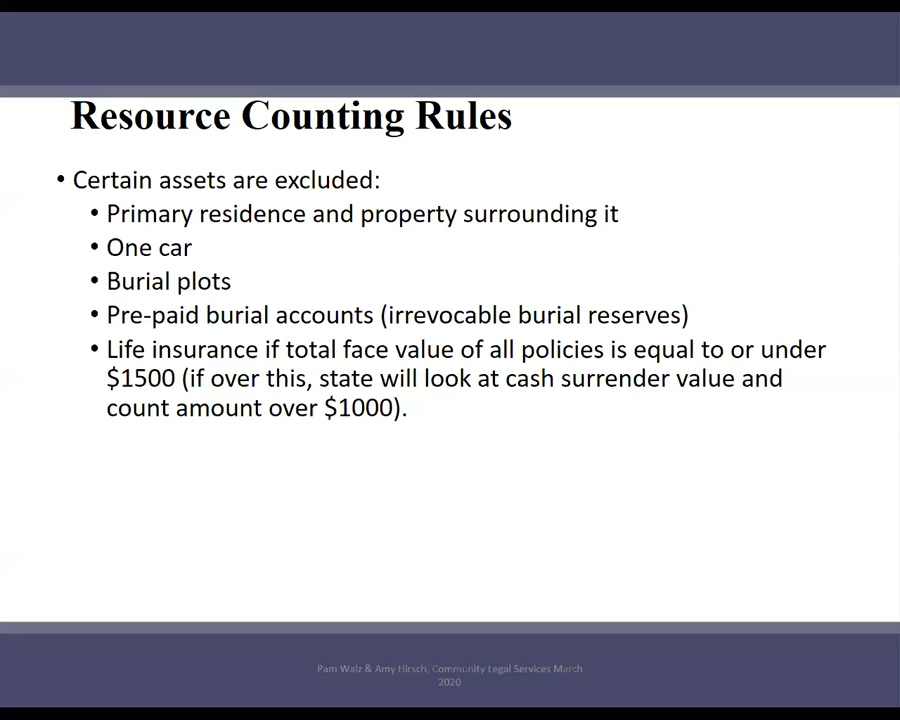 Resource Counting Rules
• Certain assets are excluded:
• Primary residence and property surrounding it
• One car
• Burial plots
• Pre-paid burial accounts (irrevocable burial reserves)
• Life insurance if total face value of all policies is equal to or under
$1500 (if over this, state will look at cash surrender value and
count amount over $1000).
Pam Walz & Amy Hirsch, Community Legal Services March
2020